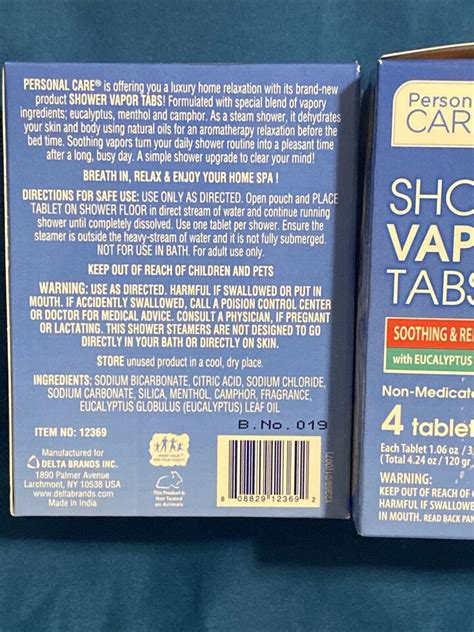 PERSONAL CARE® is offering you a luxury home relaxation with its brand-new
product SHOWER VAPOR TABS! Formulated with special blend of vapory
ingredients; eucalyptus, menthol and camphor. As a steam shower, it dehydrates
your skin and body using natural oils for an aromatherapy relaxation before the
bed time. Soothing vapors turn your daily shower routine into a pleasant time
after a long, busy day. A simple shower upgrade to clear your mind!
BREATH IN, RELAX & ENJOY YOUR HOME SPA !
DIRECTIONS FOR SAFE USE: USE ONLY AS DIRECTED. Open pouch and PLACE
TABLET ON SHOWER FLOOR in direct stream of water and continue running
shower until completely dissolved. Use one tablet per shower. Ensure the
steamer is outside the heavy-stream of water and it is not fully submerged.
NOT FOR USE IN BATH. For adult use only.
KEEP OUT OF REACH OF CHILDREN AND PETS
WARNING: USE AS DIRECTED. HARMFUL IF SWALLOWED OR PUT IN
MOUTH. IF ACCIDENTLY SWALLOWED, CALL A POISION CONTROL CENTER
OR DOCTOR FOR MEDICAL ADVICE. CONSULT A PHYSICIAN, IF PREGNANT
OR LACTATING. THIS SHOWER STEAMERS ARE NOT DESIGNED TO GO
DIRECTLY IN YOUR BATH OR DIRECTLY ON SKIN.
STORE unused product in a cool, dry place.
INGREDIENTS: SODIUM BICARBONATE, CITRIC ACID, SODIUM CHLORIDE,
SODIUM CARBONATE, SILICA, MENTHOL, CAMPHOR, FRAGRANCE,
EUCALYPTUS GLOBULUS (EUCALYPTUS) LEAF OIL
B.No. 019
ITEM NO: 12369
Manufactured for
DELTA BRANDS INC.
1890 Palmer Avenue
Larchmont, NY 10538 USA
www.deltabrands.com
Made in India
This Product is
Not Tested
on Animals
0 08829 12369 2
12369/01(007)
Person
CARE
SHO
VAPO
TABS
SOOTHING & RE
with EUCALYPTUS
Non-Medicate
4 tablet
Each Tablet 1.06 oz / 3
(Total 4.24 oz / 120 gr
WARNING:
KEEP OUT OF REACH OF
HARMFUL IF SWALLOWED
IN MOUTH. READ BACK PAN